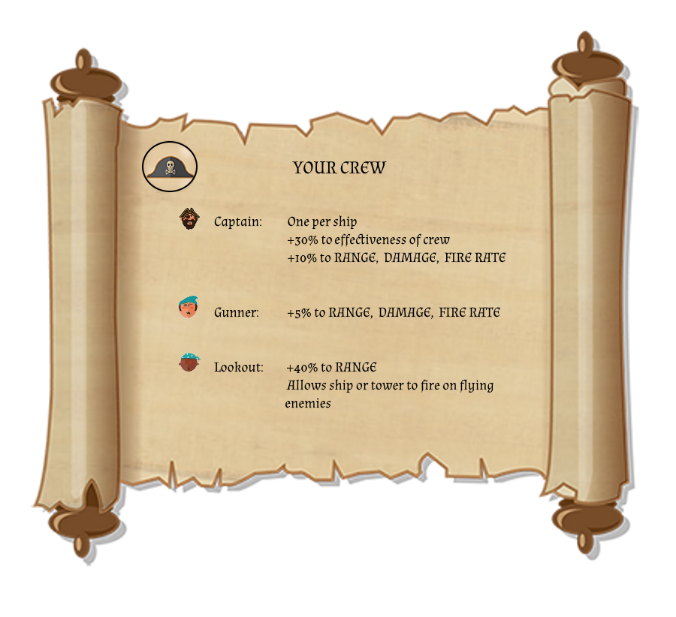 YOUR CREW
Captain: One per ship
+30% to effectiveness of crew
+10% to RANGE, DAMAGE, FIRE RATE
Gunner: +5% to RANGE, DAMAGE, FIRE RATE
Lookout: +40% to RANGE
Allows ship or tower to fire on flying
enemies